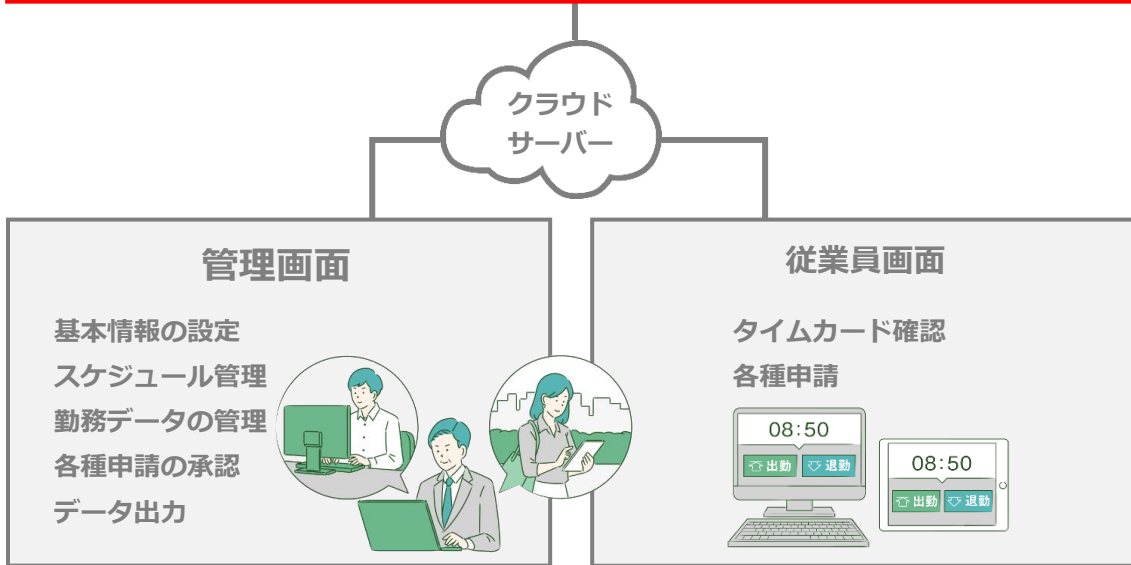 クラウド
サーバー
管理画面
基本情報の設定
スケジュール管理
勤務データの管理
各種申請の承認
データ出力
従業員画面
タイムカード確認
各種申請
08:50
出勤 退勤
08:50
出勤 退勤